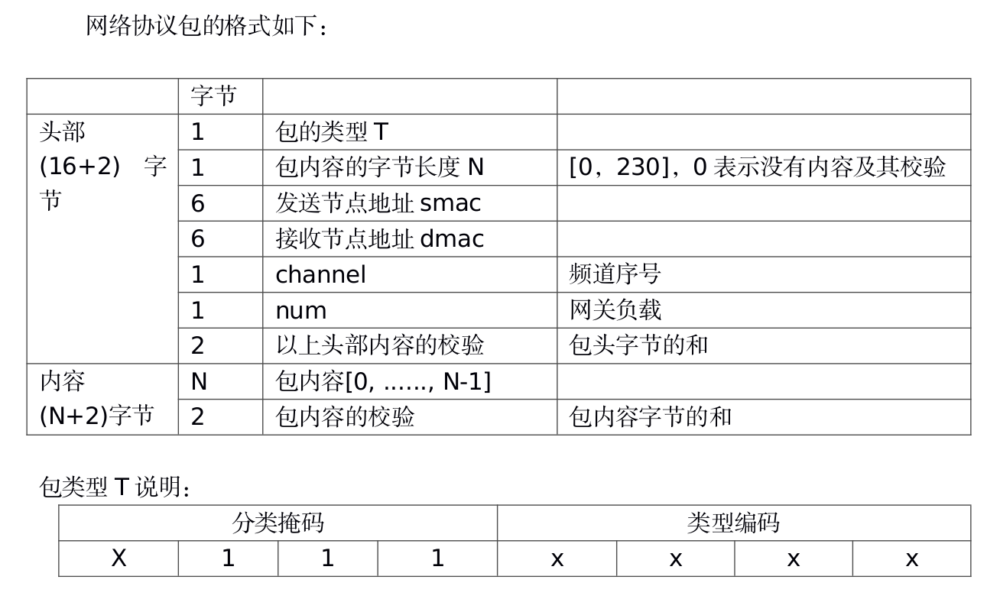 网络协议包的格式如下：
字节
头部 1 包的类型 T
(16+2) 字 1 包内容的字节长度 N [0，230]，0 表示没有内容及其校验
节 6 发送节点地址 smac
6 接收节点地址 dmac
1 channel 频道序号
1 num 网关负载
2 以上头部内容的校验 包头字节的和
内容 N 包内容[0, ……, N-1]
(N+2)字节 2 包内容的校验 包内容字节的和
包类型 T 说明：
分类掩码 类型编码
X 1 1 1 x x x x